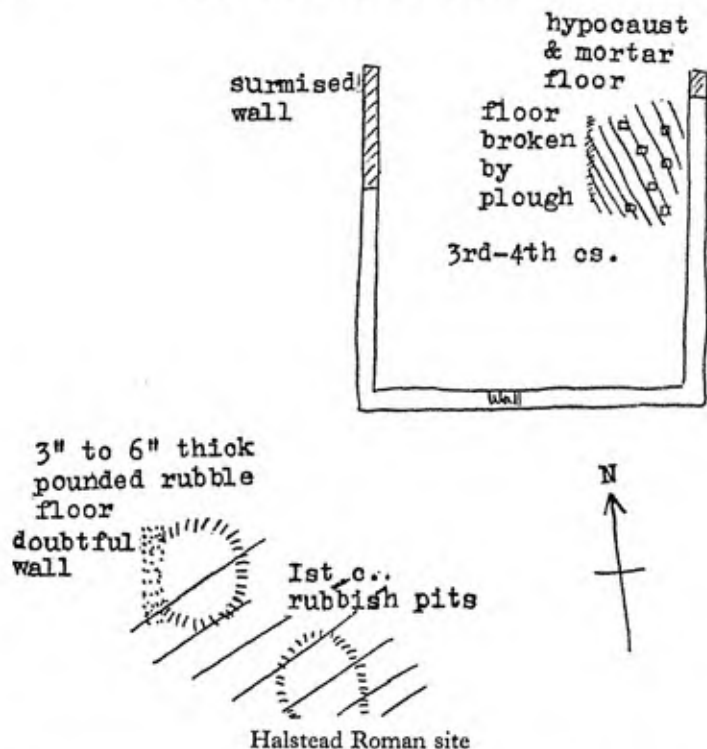 hypocaust
& mortar
floor
surmised
wall
floor
broken
by
plough
3rd-4th cs.
Wall
3" to 6" thick
pounded rubble
floor
doubtful
wall
N
Ist c..
rubbish pits
Halstead Roman site